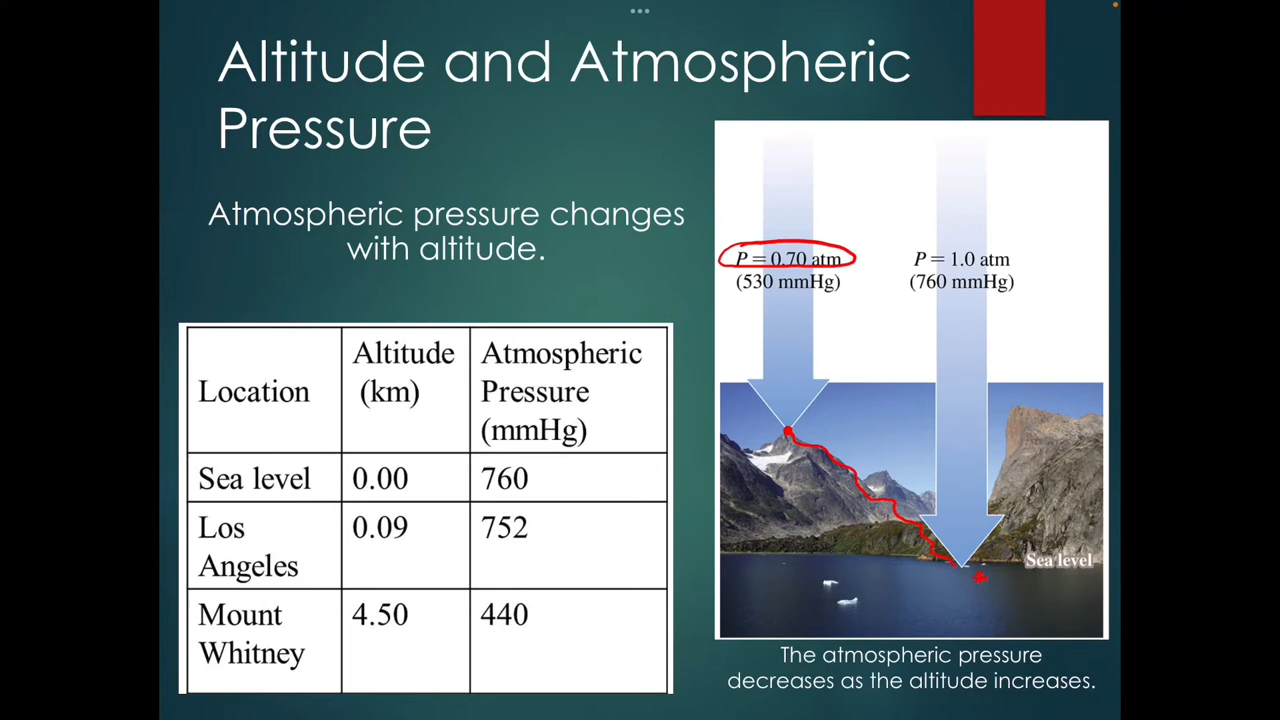 Altitude and Atmospheric
Pressure
Atmospheric pressure changes
with altitude.
Location
Altitude
(km)
Atmospheric
Pressure
(mmHg)
Sea level
0.00
760
Los
Angeles
0.09
752
Mount
Whitney
4.50
440
P = 0.70 atm
(530 mmHg)
P = 1.0 atm
(760 mmHg)
Sea level
The atmospheric pressure
decreases as the altitude increases.